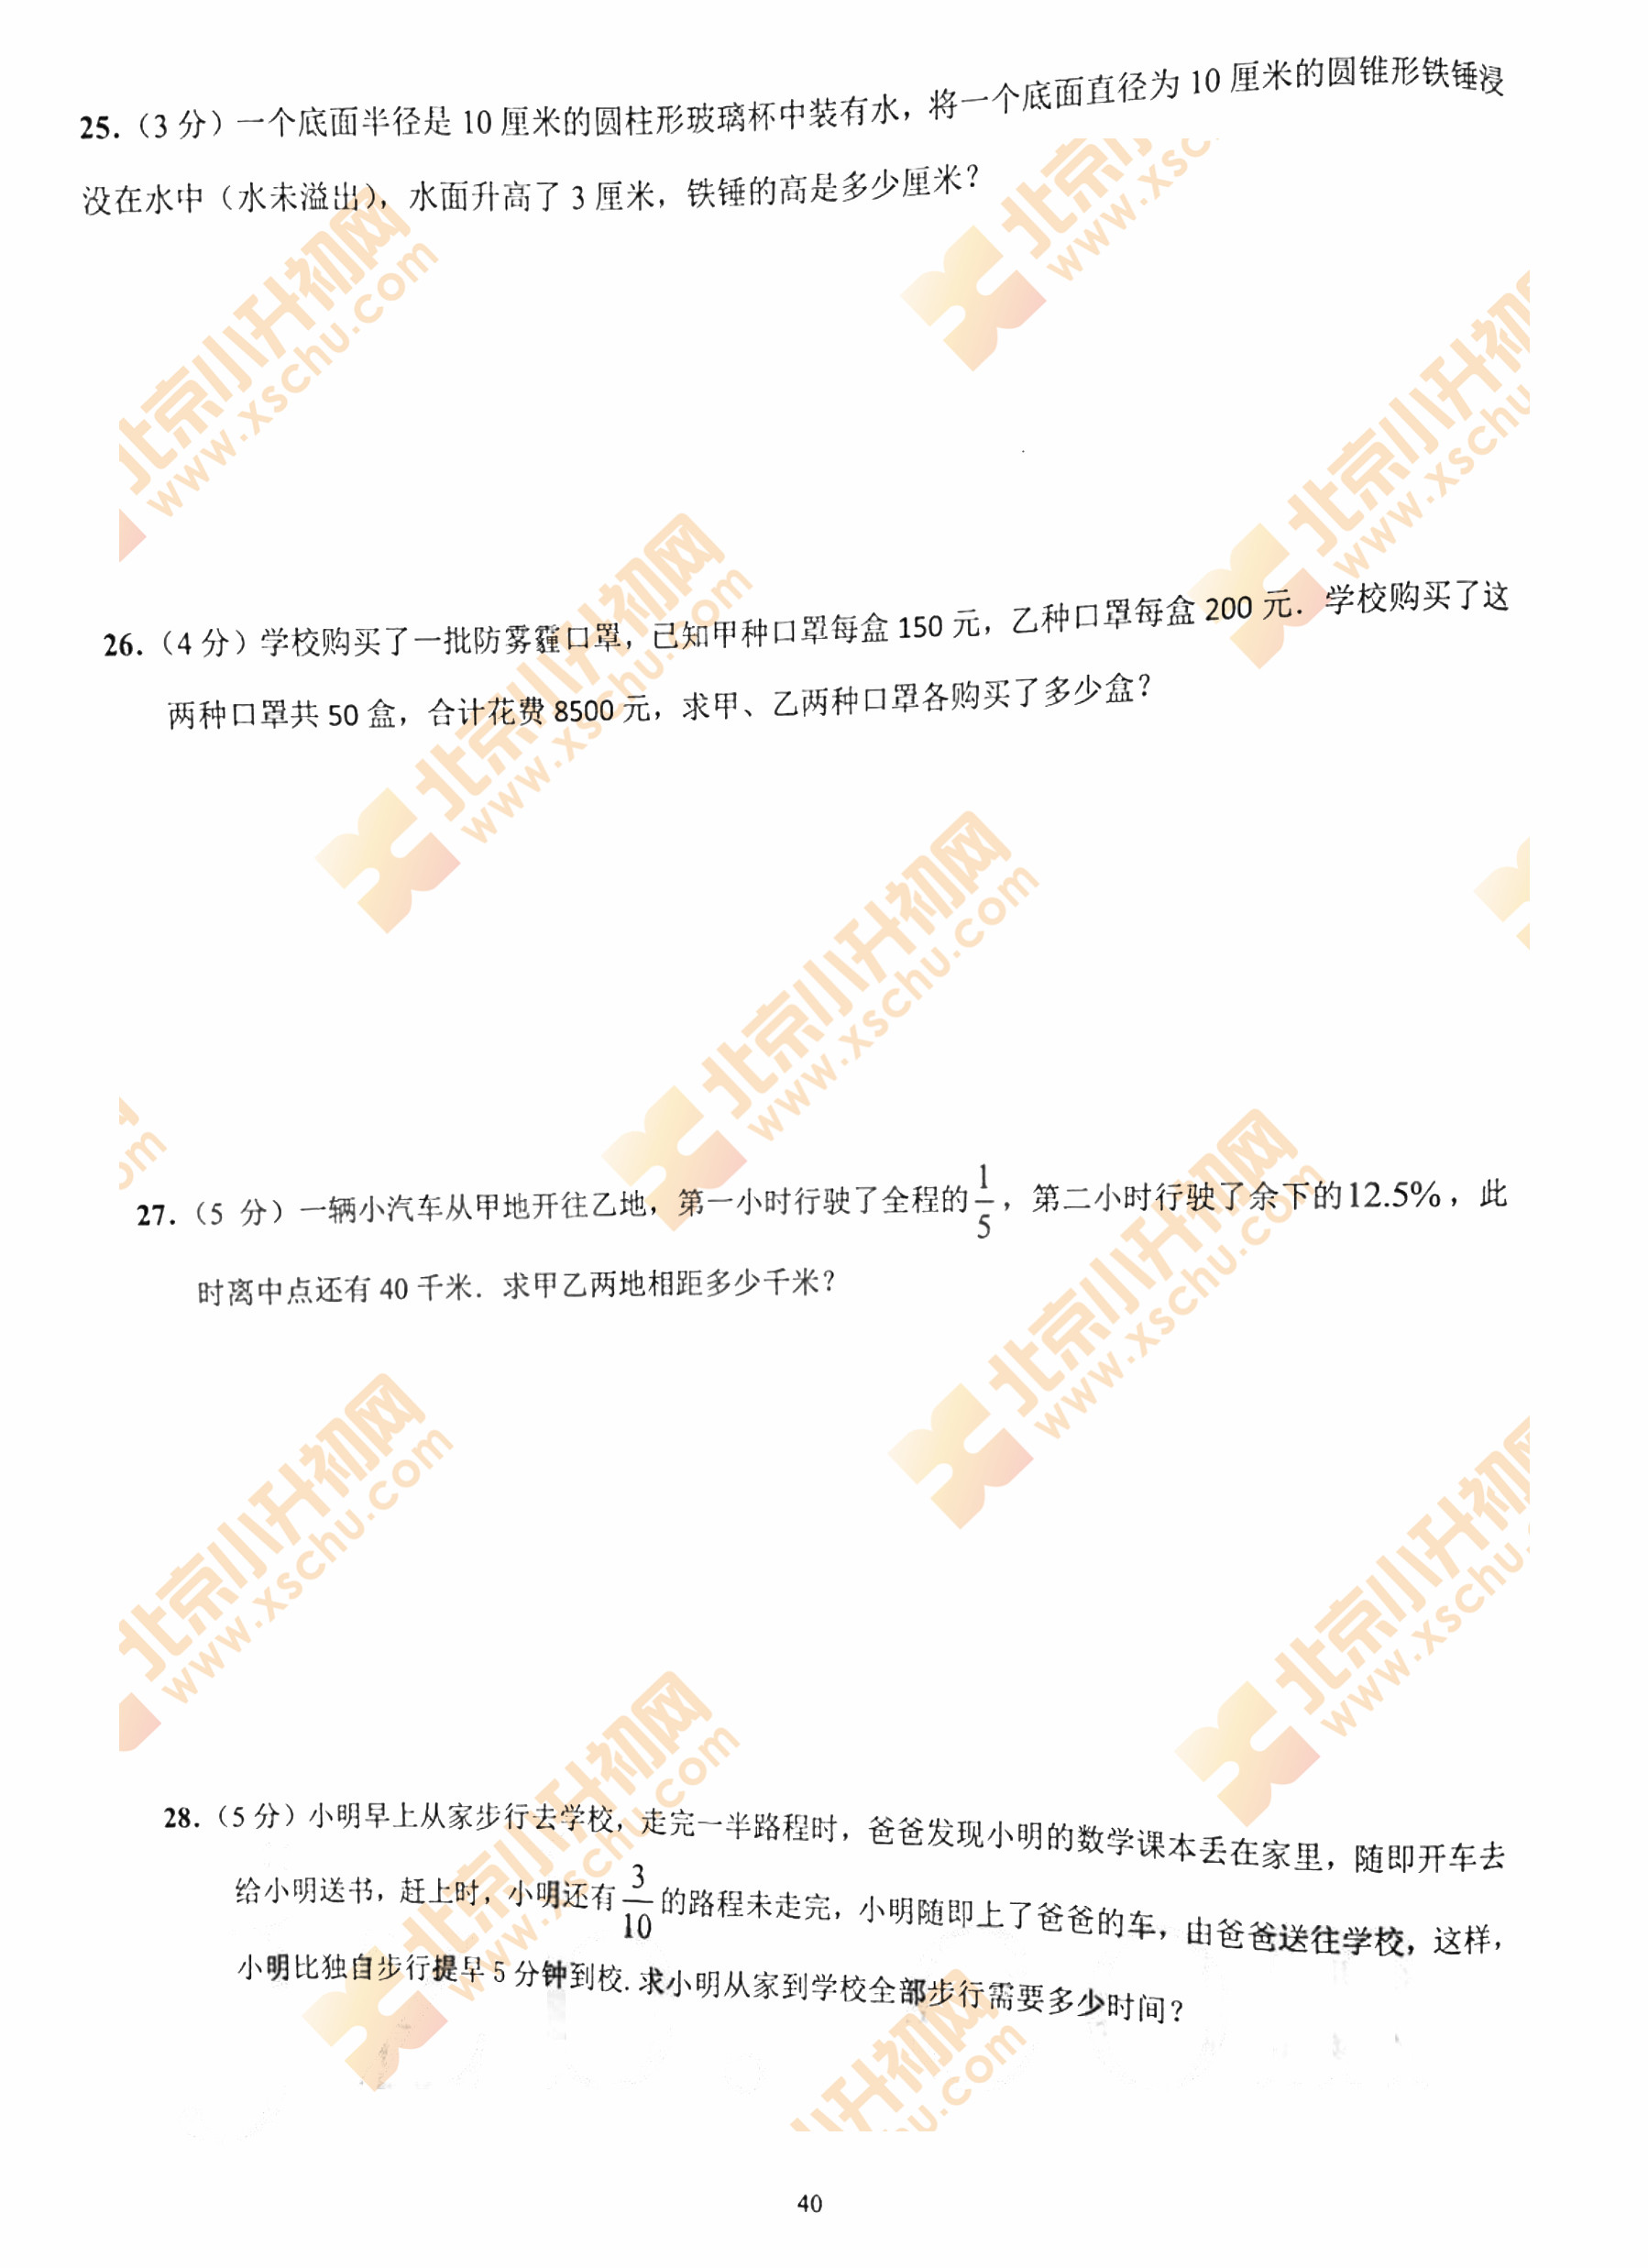 25.（3 分）一个底面半径是 10 厘米的圆柱形玻璃杯中装有水，将一个底面直径为 10 厘米的圆锥形铁锤浸
没在水中（水未溢出），水面升高了 3 厘米，铁锤的高是多少厘米？
26.（4 分）学校购买了一批防雾霾口罩，已知甲种口罩每盒 150 元，乙种口罩每盒 200 元．学校购买了这
两种口罩共 50 盒，合计花费 8500 元，求甲、乙两种口罩各购买了多少盒？
27.（5 分）一辆小汽车从甲地开往乙地，第一小时行驶了全程的 1/5，第二小时行驶了余下的12.5%，此
时离中点还有 40 千米．求甲乙两地相距多少千米？
28.（5 分）小明早上从家步行去学校，走完一半路程时，爸爸发现小明的数学课本丢在家里，随即开车去
给小明送书，赶上时，小明还有 3/10 的路程未走完，小明随即上了爸爸的车，由爸爸送往学校，这样，
小明比独自步行提早 5 分钟到校. 求小明从家到学校全部步行需要多少时间？
40
北京小升初网
www.xschu.com